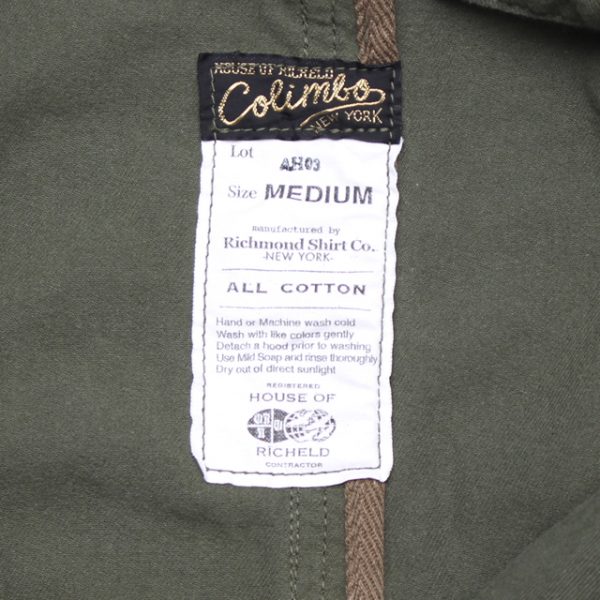 HOUSE OF RICHELD
Colimbo
NEW YORK
Lot AH03
Size MEDIUM
manufactured by
Richmond Shirt Co.
-NEW YORK-
ALL COTTON
Hand or Machine wash cold
Wash with like colors gently
Detach a hood prior to washing
Use Mild Soap and rinse thoroughly
Dry out of direct sunlight
REGISTERED
HOUSE OF
RICHELD
CONTRACTOR